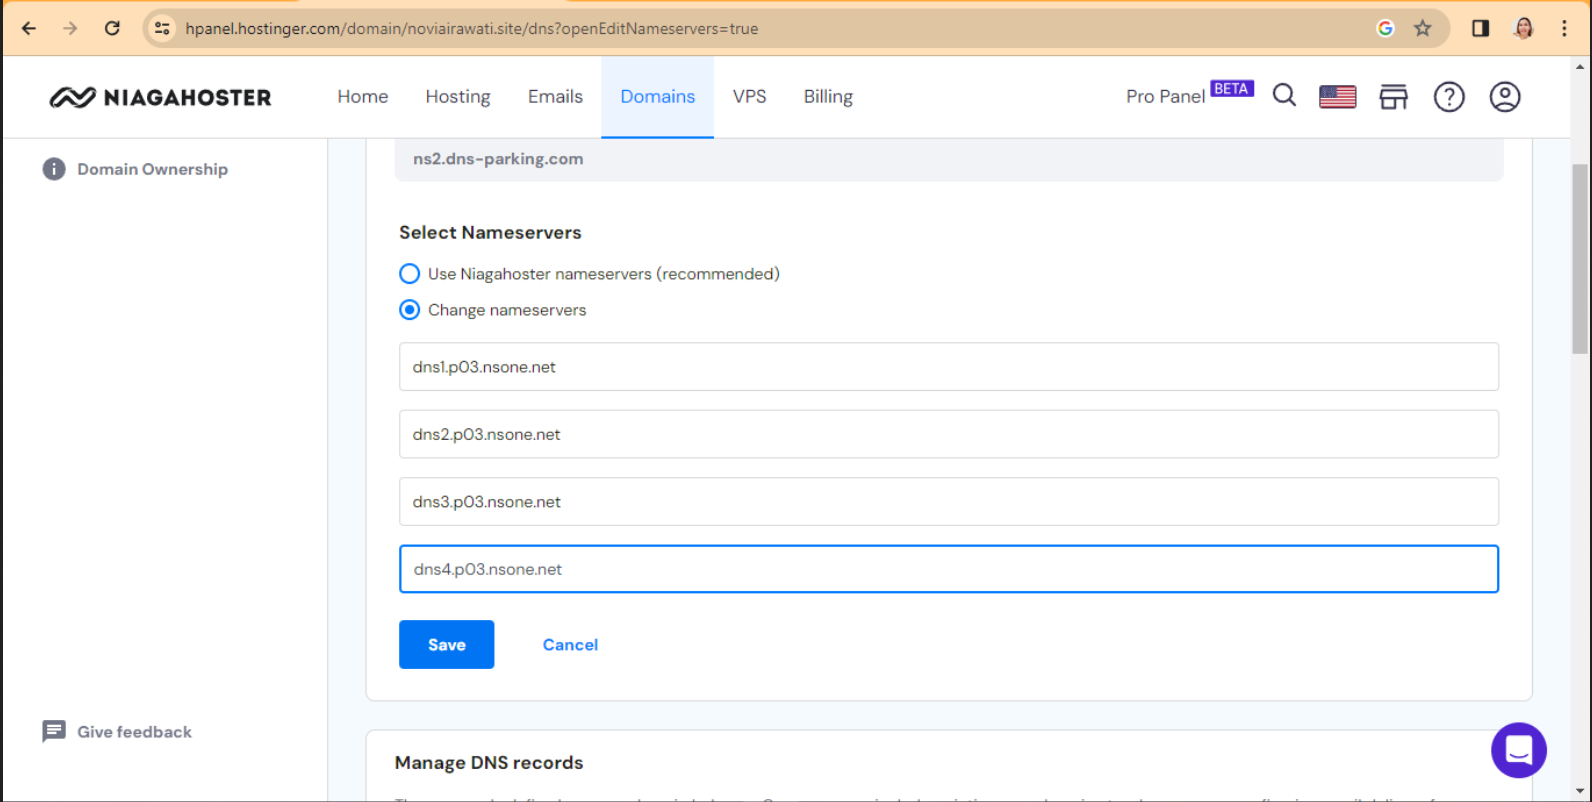 hpanel.hostinger.com/domain/noviairawati.site/dns?openEditNameservers=true
NIAGAHOSTER
Home
Hosting
Emails
Domains
VPS
Billing
Pro Panel BETA
Domain Ownership
ns2.dns-parking.com
Select Nameservers
Use Niagahoster nameservers (recommended)
Change nameservers
dns1.p03.nsone.net
dns2.p03.nsone.net
dns3.p03.nsone.net
dns4.p03.nsone.net
Save
Cancel
Give feedback
Manage DNS records